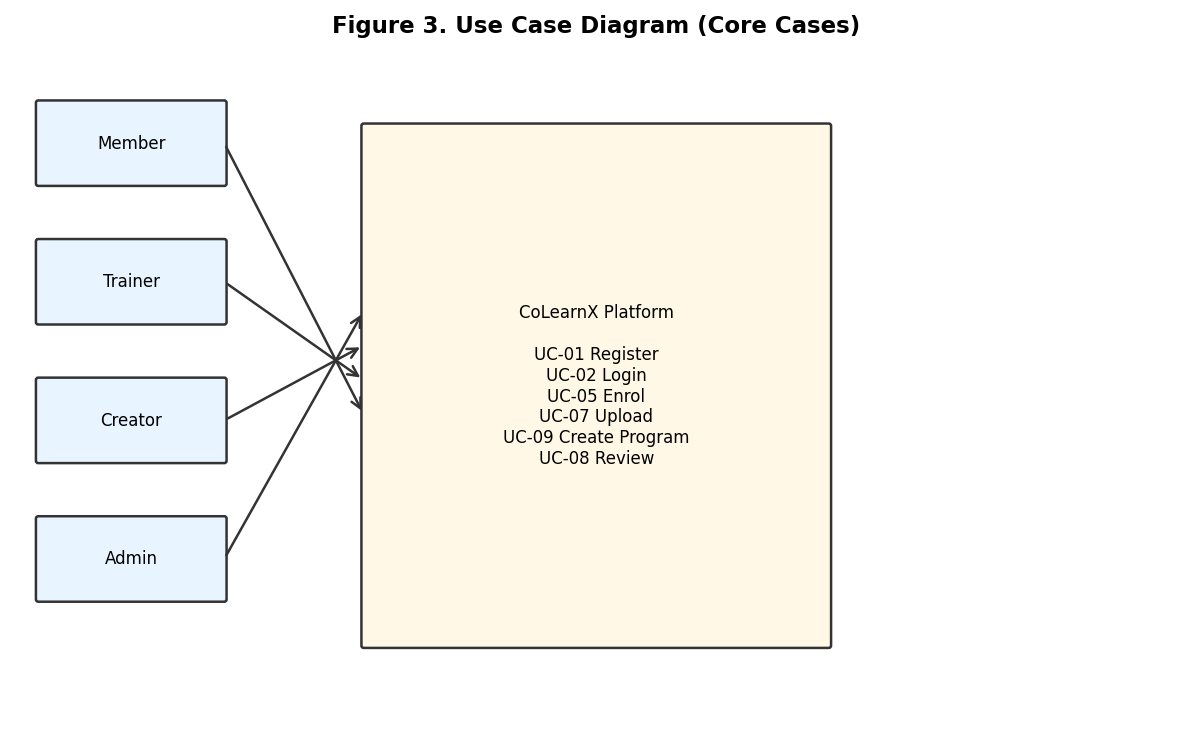 Figure 3. Use Case Diagram (Core Cases)
Member
Trainer
Creator
Admin
CoLearnX Platform
UC-01 Register
UC-02 Login
UC-05 Enrol
UC-07 Upload
UC-09 Create Program
UC-08 Review